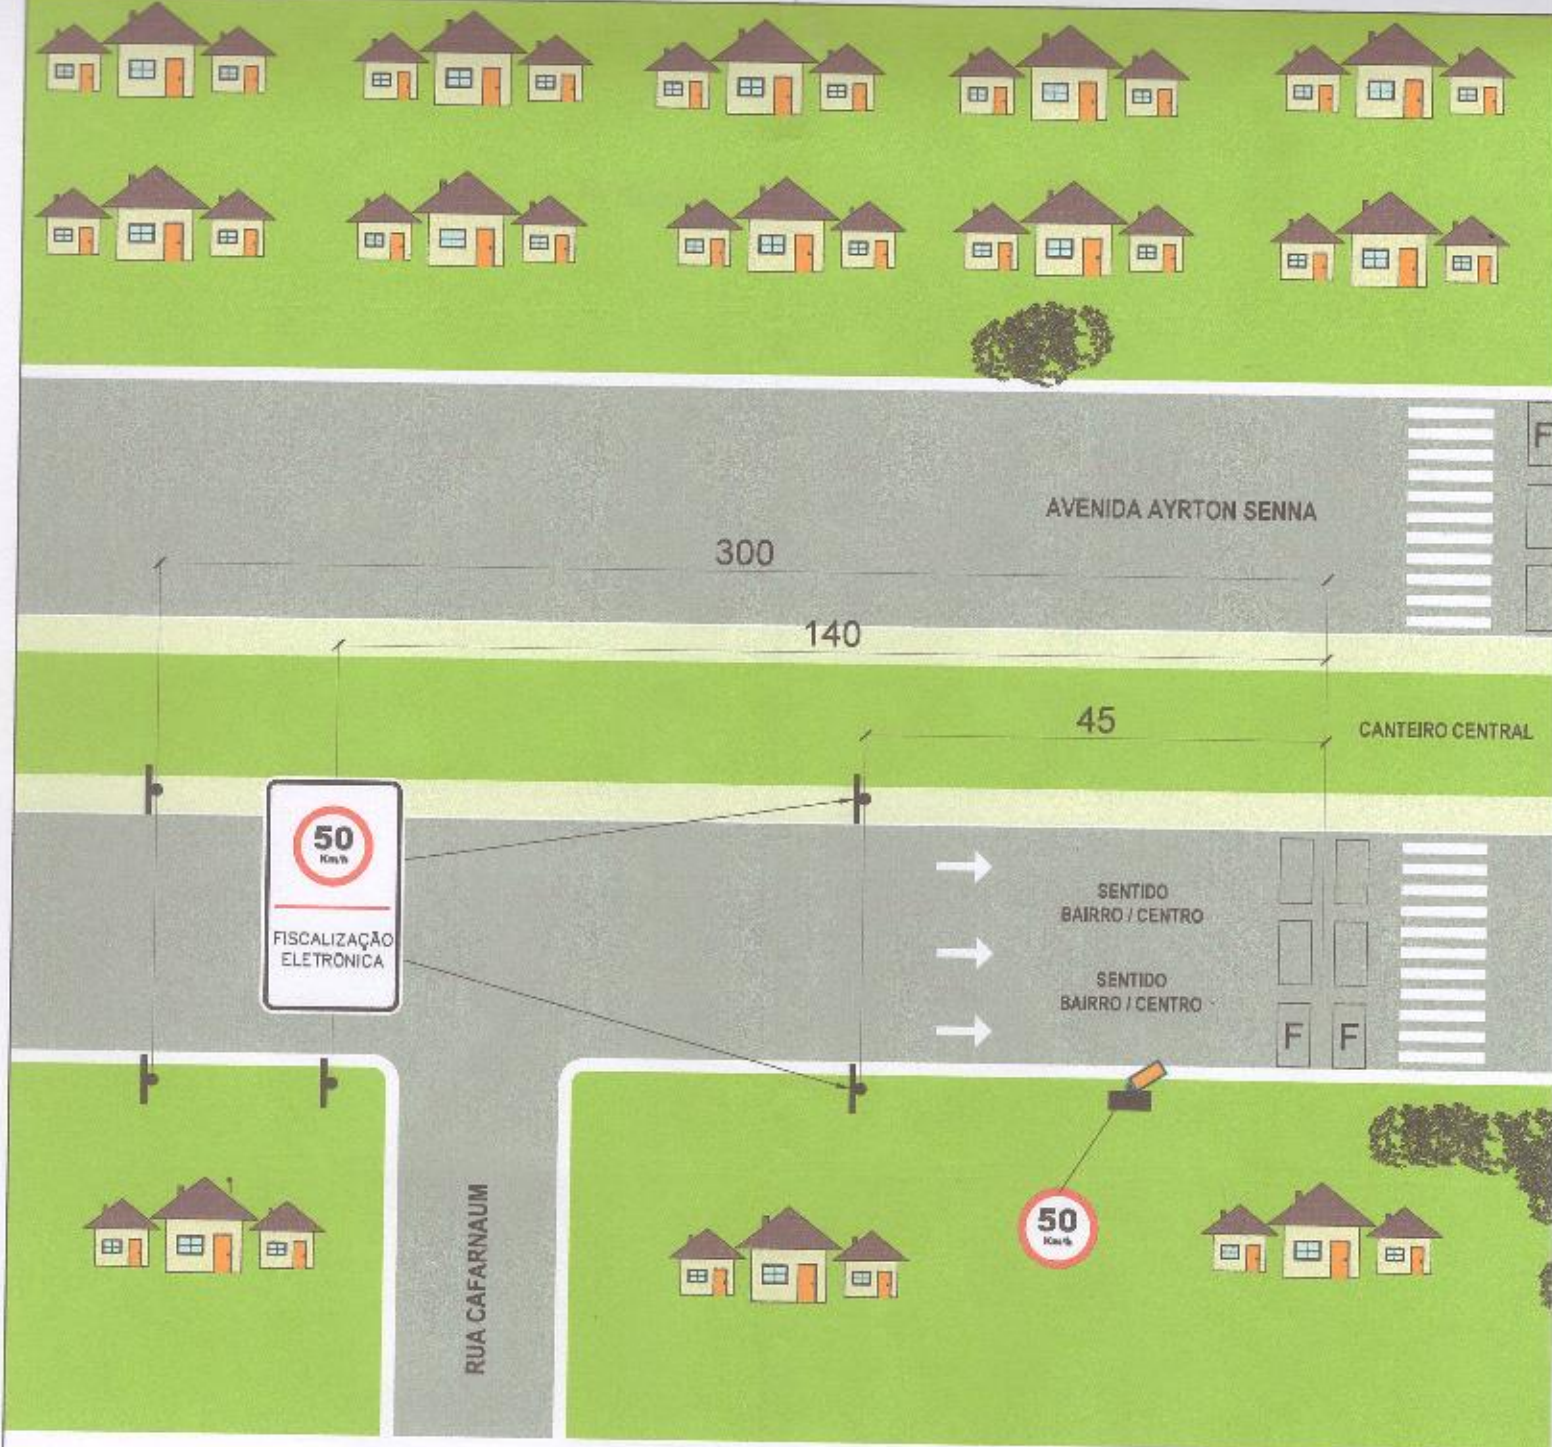 F
AVENIDA AYRTON SENNA
300
140
45
CANTEIRO CENTRAL
50
Km/h
FISCALIZAÇÃO
ELETRÔNICA
SENTIDO
BAIRRO / CENTRO
SENTIDO
BAIRRO / CENTRO
F F
RUA CAFARNAUM
50
Km/h